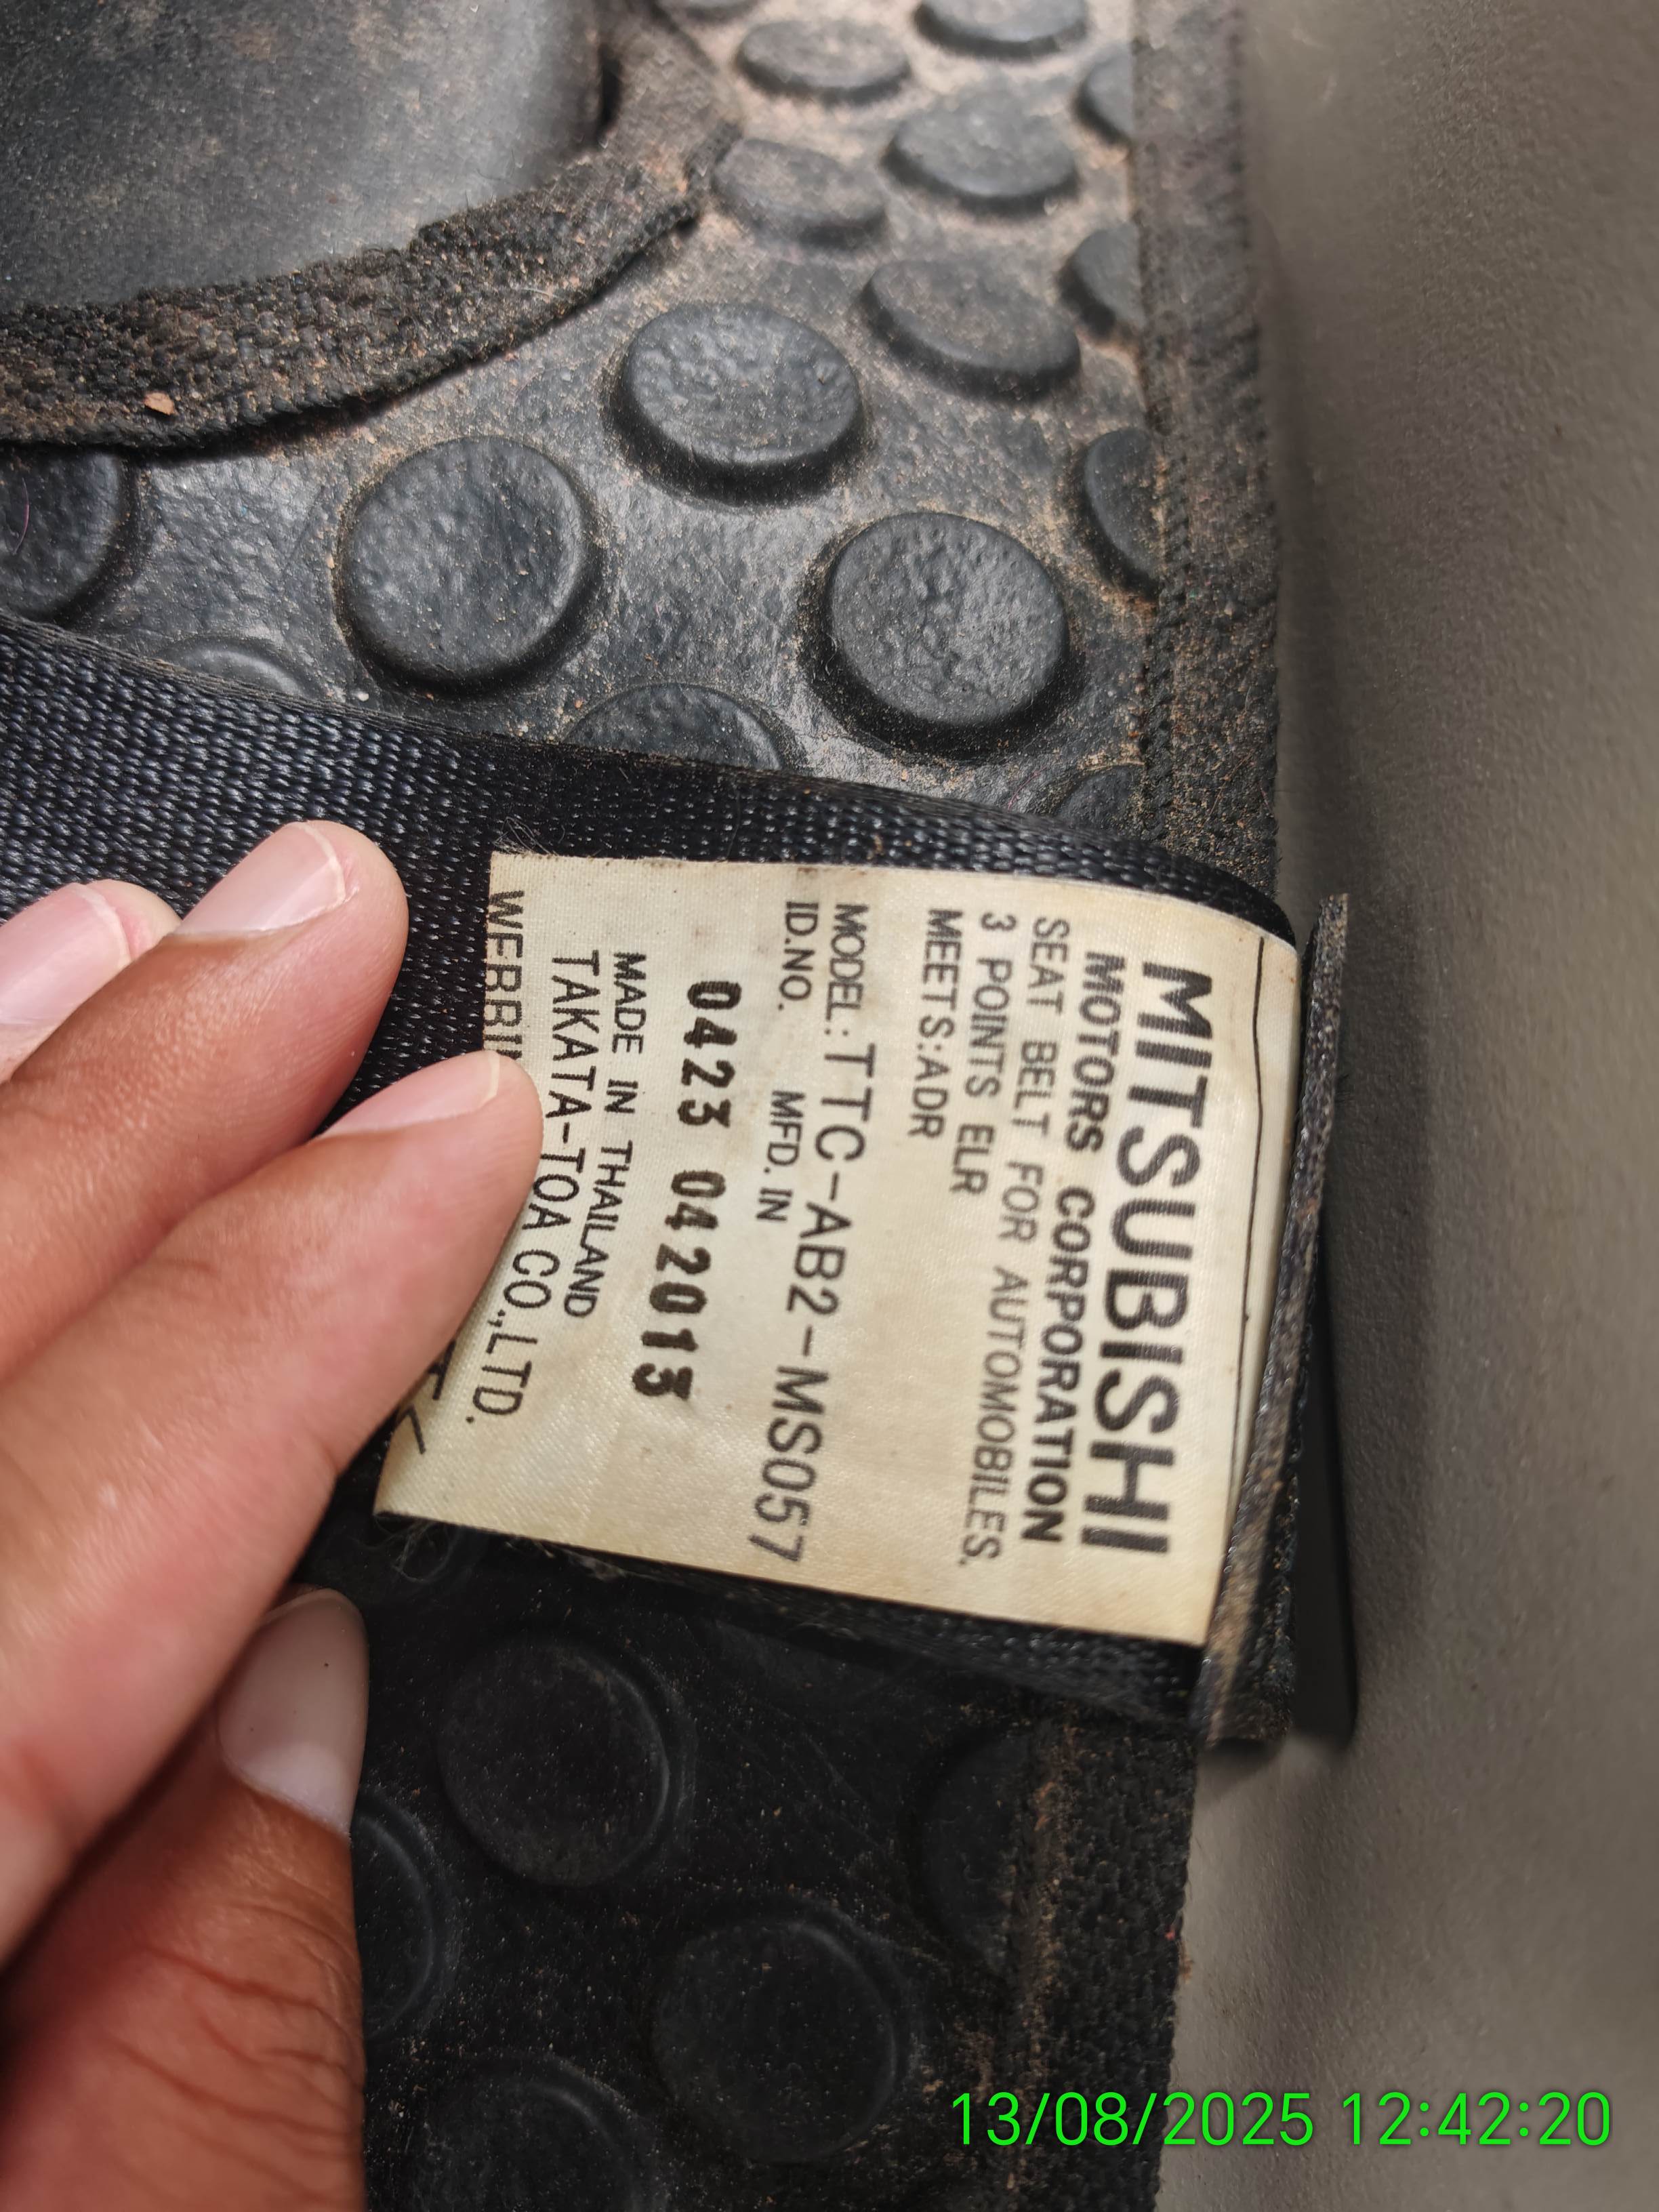 MITSUBISHI
MOTORS CORPORATION
SEAT BELT FOR AUTOMOBILES.
3 POINTS ELR
MEETS:ADR
MODEL:TTC-AB2-MS057
ID.NO. MFD. IN
0423 042013
MADE IN THAILAND
TAKATA-TOA CO.,LTD.
13/08/2025 12:42:20